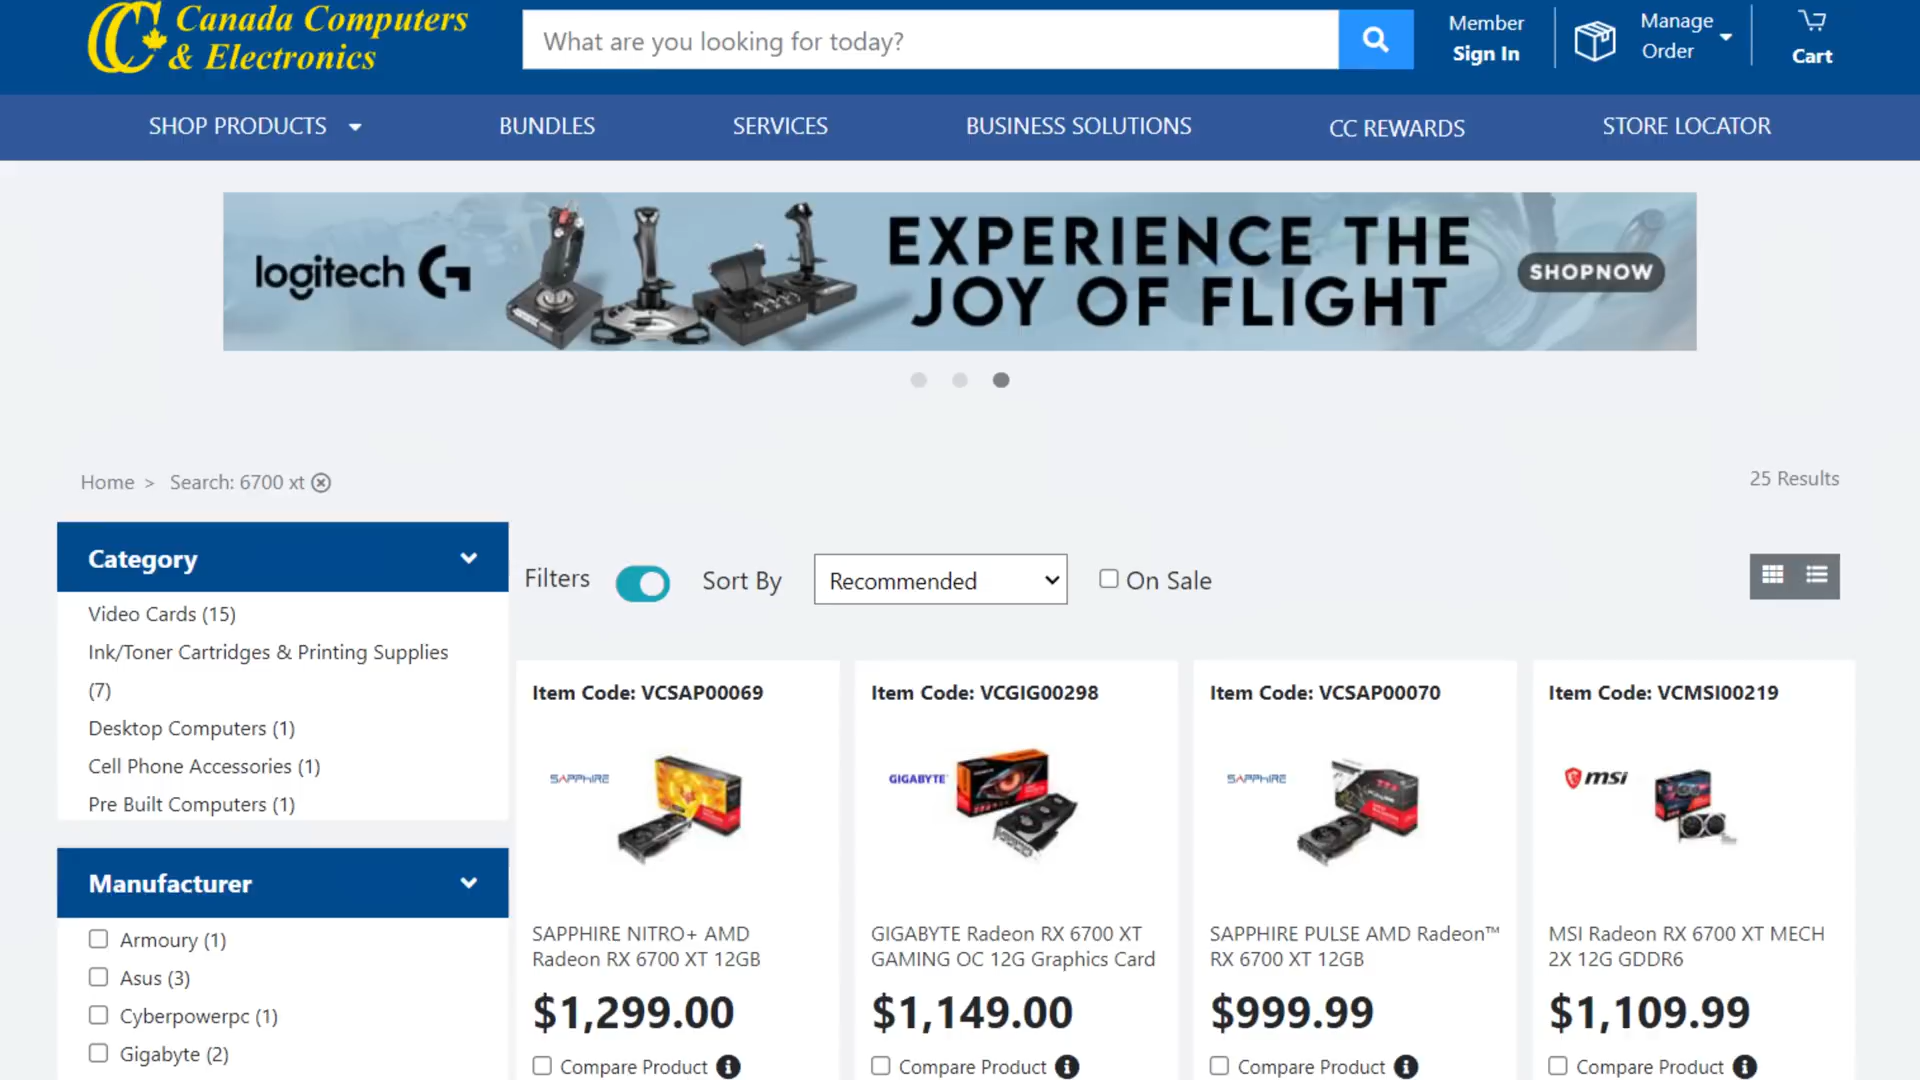 Canada Computers
& Electronics
What are you looking for today?
Member
Sign In
Manage
Order
Cart
SHOP PRODUCTS
BUNDLES
SERVICES
BUSINESS SOLUTIONS
CC REWARDS
STORE LOCATOR
logitech G
EXPERIENCE THE
JOY OF FLIGHT
SHOPNOW
Home > Search: 6700 xt
25 Results
Category
Video Cards (15)
Ink/Toner Cartridges & Printing Supplies
(7)
Desktop Computers (1)
Cell Phone Accessories (1)
Pre Built Computers (1)
Manufacturer
Armoury (1)
Asus (3)
Cyberpowerpc (1)
Gigabyte (2)
Filters
Sort By
Recommended
On Sale
Item Code: VCSAP00069
SAPPHIRE
SAPPHIRE NITRO+ AMD
Radeon RX 6700 XT 12GB
$1,299.00
Compare Product
Item Code: VCGIG00298
GIGABYTE
GIGABYTE Radeon RX 6700 XT
GAMING OC 12G Graphics Card
$1,149.00
Compare Product
Item Code: VCSAP00070
SAPPHIRE
SAPPHIRE PULSE AMD Radeon™
RX 6700 XT 12GB
$999.99
Compare Product
Item Code: VCMSI00219
msi
MSI Radeon RX 6700 XT MECH
2X 12G GDDR6
$1,109.99
Compare Product